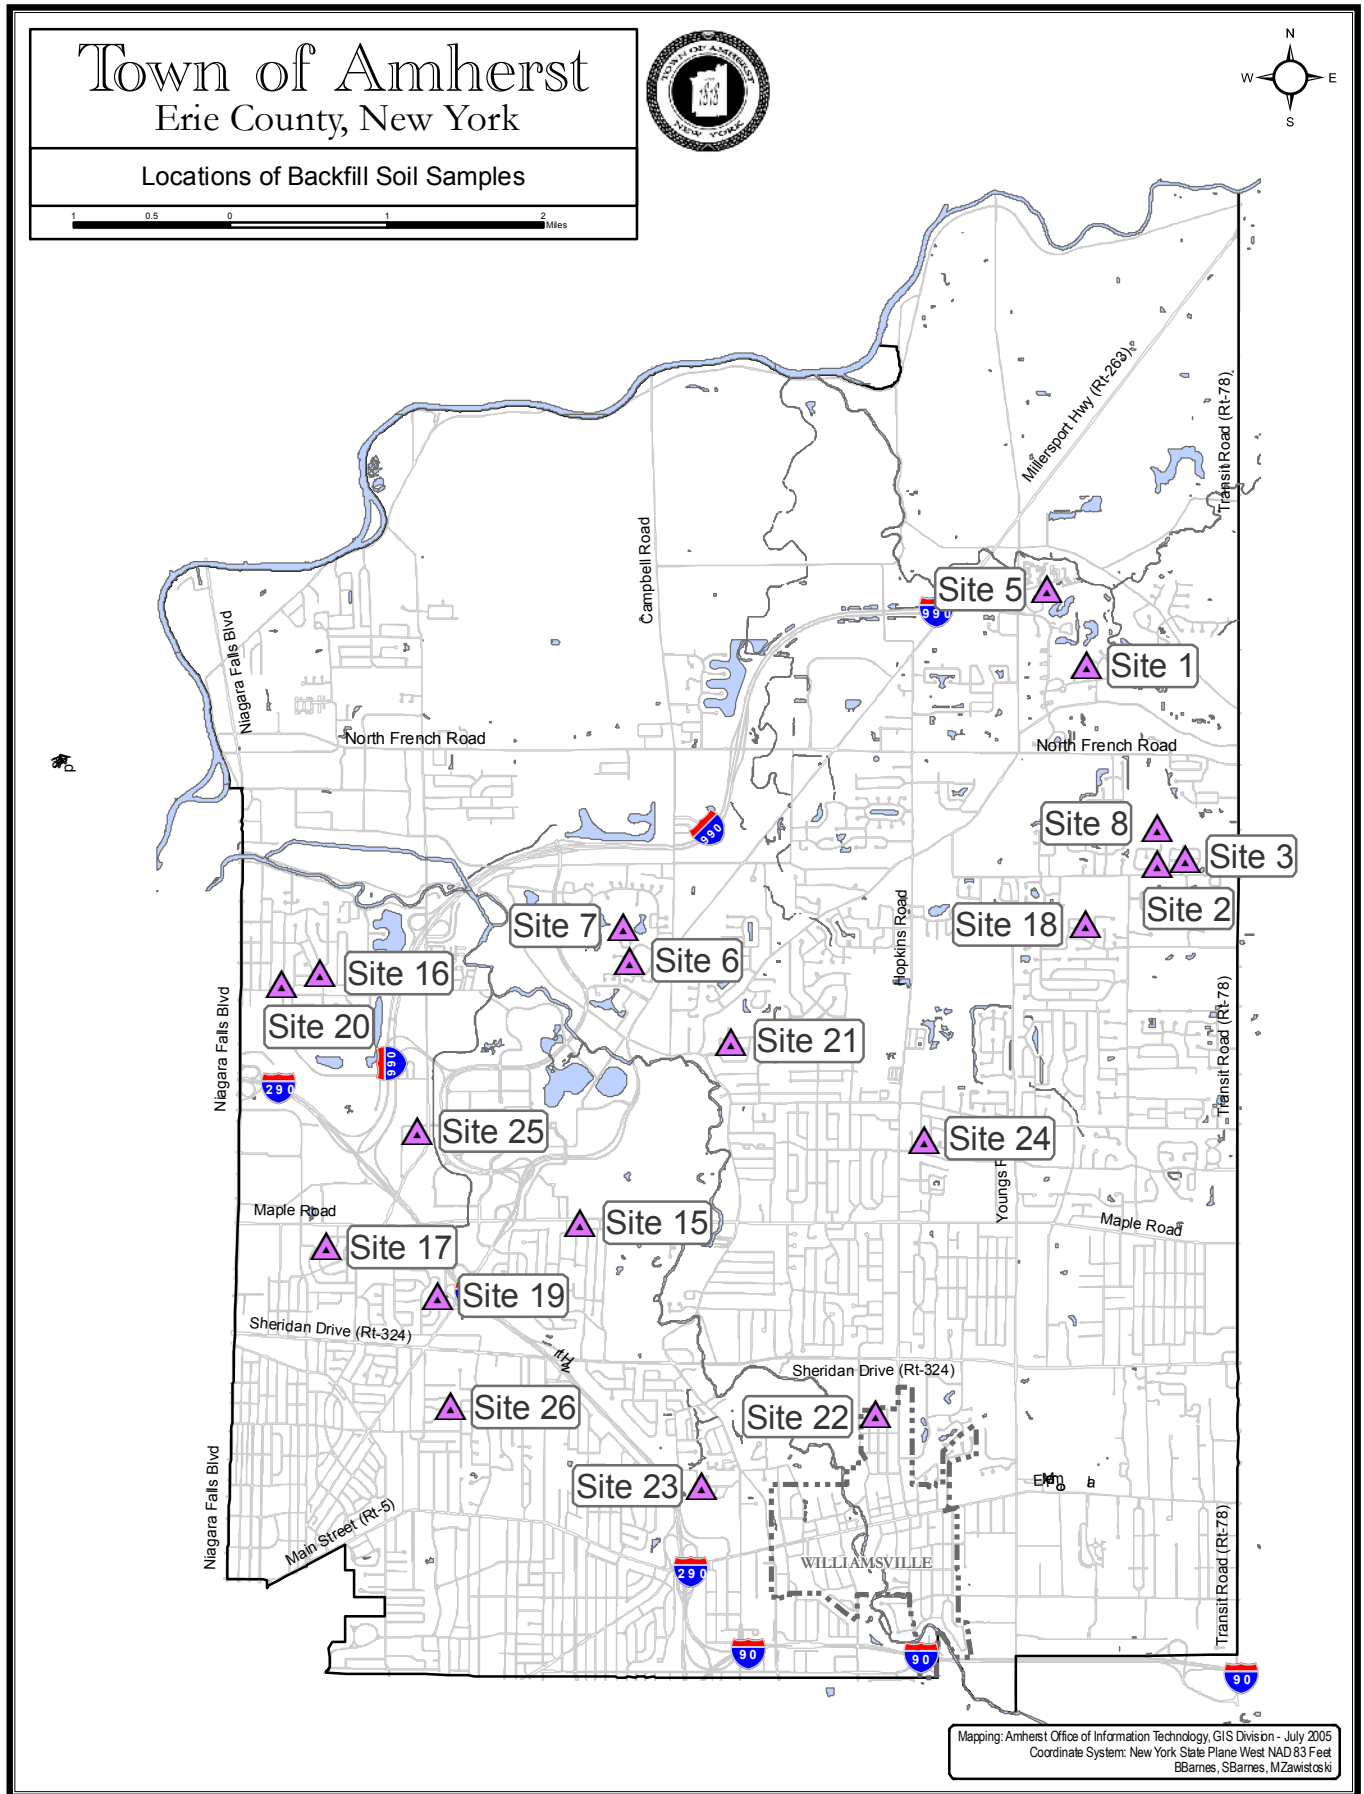 Town of Amherst
Erie County, New York
Locations of Backfill Soil Samples
1 0.5 0 1 2
Miles
TOWN OF AMHERST
1818
NEW YORK
N
W E
S
Millersport Hwy (Rt-263)
Transit Road (Rt-78)
Campbell Road
Niagara Falls Blvd
Site 5
990
Site 1
North French Road
North French Road
Site 8
990
Site 3
Site 2
Hopkins Road
Site 7
Site 18
Site 6
Site 16
Site 20
Niagara Falls Blvd
Transit Road (Rt-78)
Site 21
990
290
Site 25
Site 24
Youngs
Maple Road
Site 15
Maple Road
Site 17
Site 19
Sheridan Drive (Rt-324)
Sheridan Drive (Rt-324)
Site 26
Site 22
Site 23
Niagara Falls Blvd
Main Street (Rt-5)
Transit Road (Rt-78)
290
WILLIAMSVILLE
90
90
90
Mapping: Amherst Office of Information Technology, GIS Division - July 2005
Coordinate System: New York State Plane West NAD 83 Feet
BBarnes, SBarnes, MZawistoski